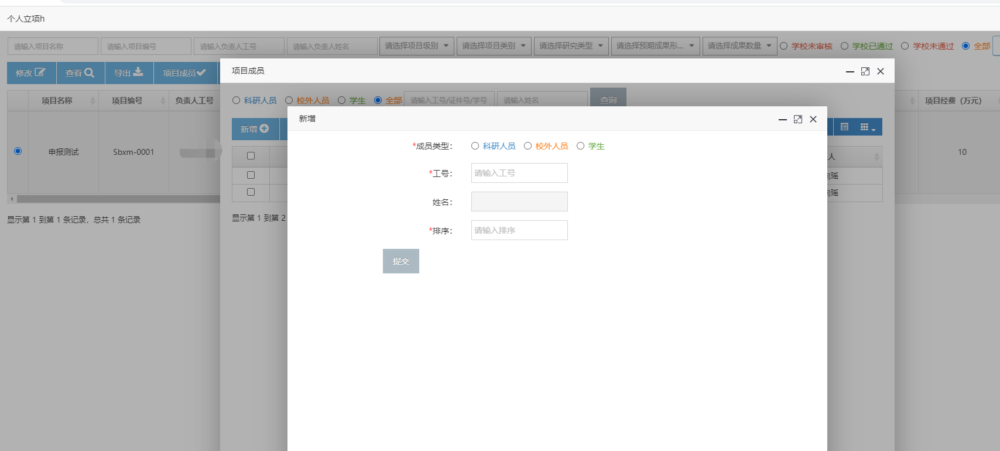 个人立项h
请输入项目名称 请输入项目编号 请输入负责人工号 请输入负责人姓名 请选择项目级别 请选择项目类别 请选择研究类型 请选择预期成果形... 请选择成果数量 学校未审核 学校已通过 学校未通过 全部
修改 查看 导出 项目成员
项目名称 项目编号 负责人工号 项目经费（万元）
申报测试 Sbxm-0001 10
显示第 1 到第 1 条记录，总共 1 条记录
项目成员
科研人员 校外人员 学生 全部 请输入工号/证件号/学号 请输入姓名 查询
新增
人
瑶
瑶
显示第 1 到第 2
新增
*成员类型： 科研人员 校外人员 学生
*工号： 请输入工号
姓名：
*排序： 请输入排序
提交